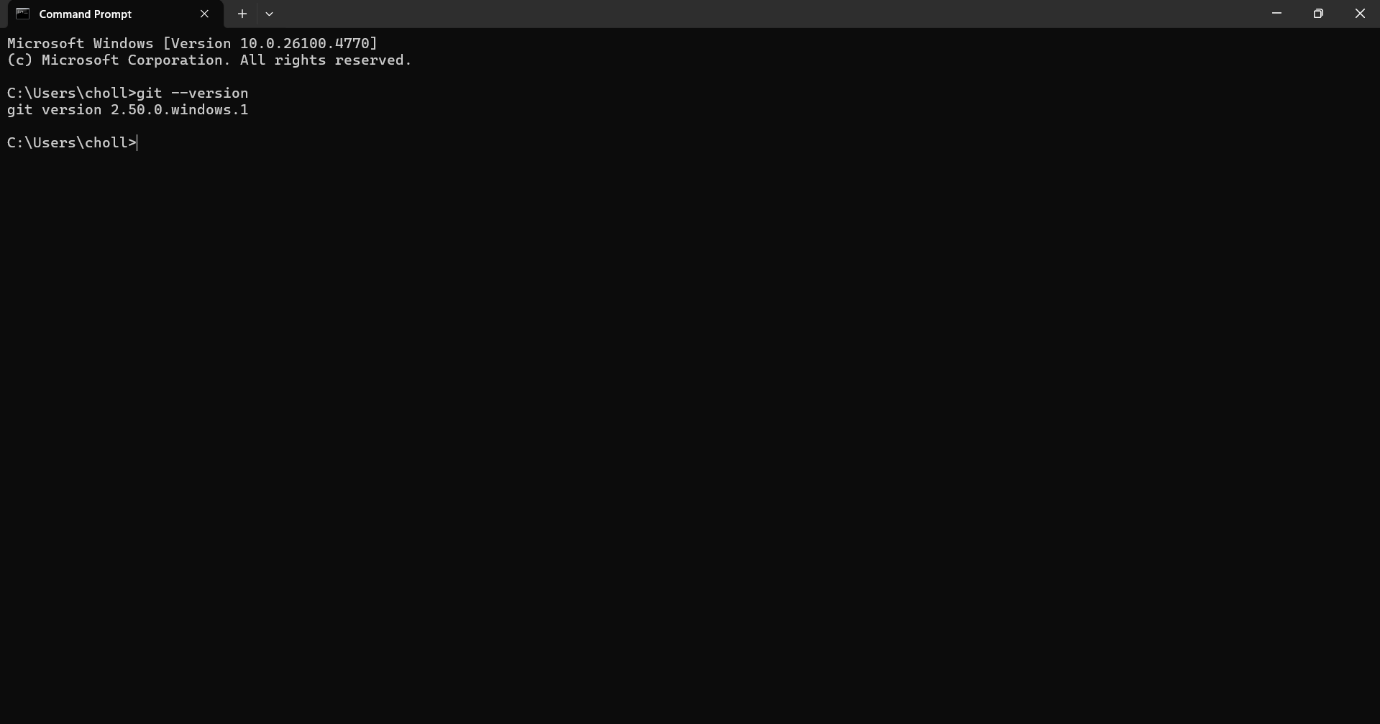 Command Prompt
Microsoft Windows [Version 10.0.26100.4770]
(c) Microsoft Corporation. All rights reserved.
C:\Users\choll>git --version
git version 2.50.0.windows.1
C:\Users\choll>